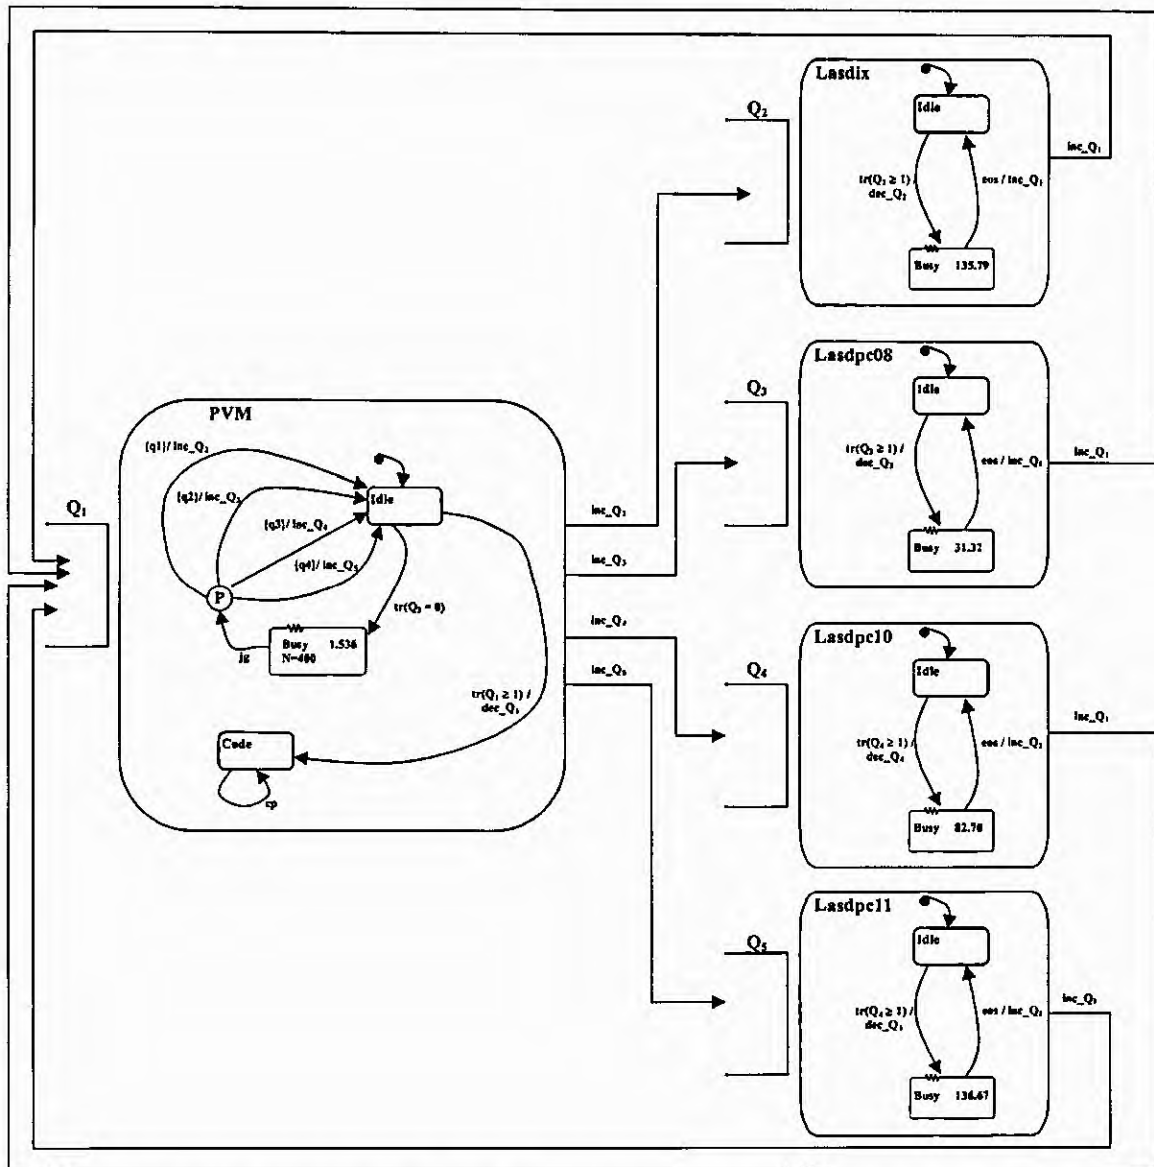 Lasdix
Idle
Q2
inc_Q1
tr(Q2 ≥ 1) /
dec_Q2
eos / inc_Q1
Busy 135.79
Lasdpc08
Idle
Q3
tr(Q3 ≥ 1) /
dec_Q3
eos / inc_Q1
inc_Q1
Busy 31.32
PVM
{q1}/ inc_Q2
{q2}/ inc_Q3
{q3}/ inc_Q4
{q4}/ inc_Q5
Idle
Q1
inc_Q2
inc_Q3
inc_Q4
inc_Q5
P
tr(Q1 = 0)
Busy 1.536
N=400
jg
tr(Q1 ≥ 1) /
dec_Q1
Code
cp
Lasdpc10
Idle
Q4
inc_Q1
tr(Q4 ≥ 1) /
dec_Q4
eos / inc_Q1
Busy 82.70
Lasdpc11
Idle
Q5
inc_Q1
tr(Q4 ≥ 1) /
eos / inc_Q1
Busy 136.67